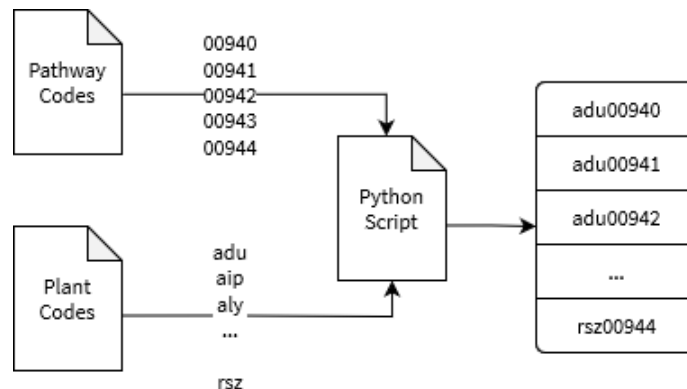 Pathway
Codes
00940
00941
00942
00943
00944
Plant
Codes
adu
aip
aly
...
rsz
Python
Script
adu00940
adu00941
adu00942
...
rsz00944